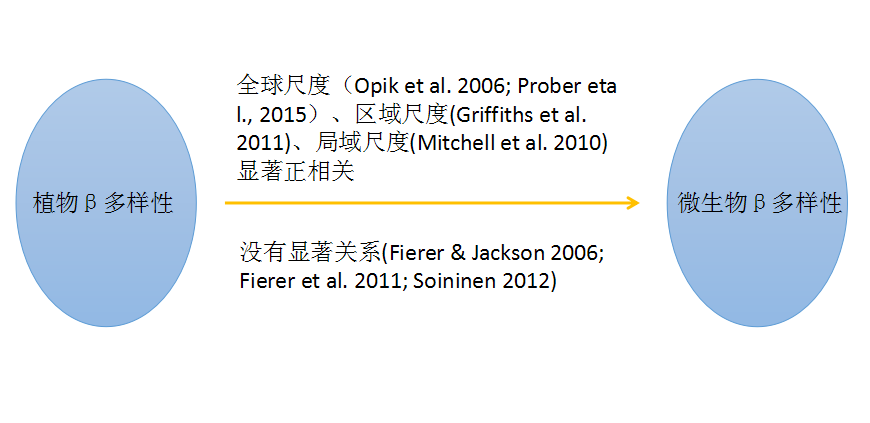 植物β多样性
全球尺度（Opik et al. 2006; Prober eta
l., 2015）、区域尺度(Griffiths et al.
2011)、局域尺度(Mitchell et al. 2010)
显著正相关
没有显著关系(Fierer & Jackson 2006;
Fierer et al. 2011; Soininen 2012)
微生物β多样性